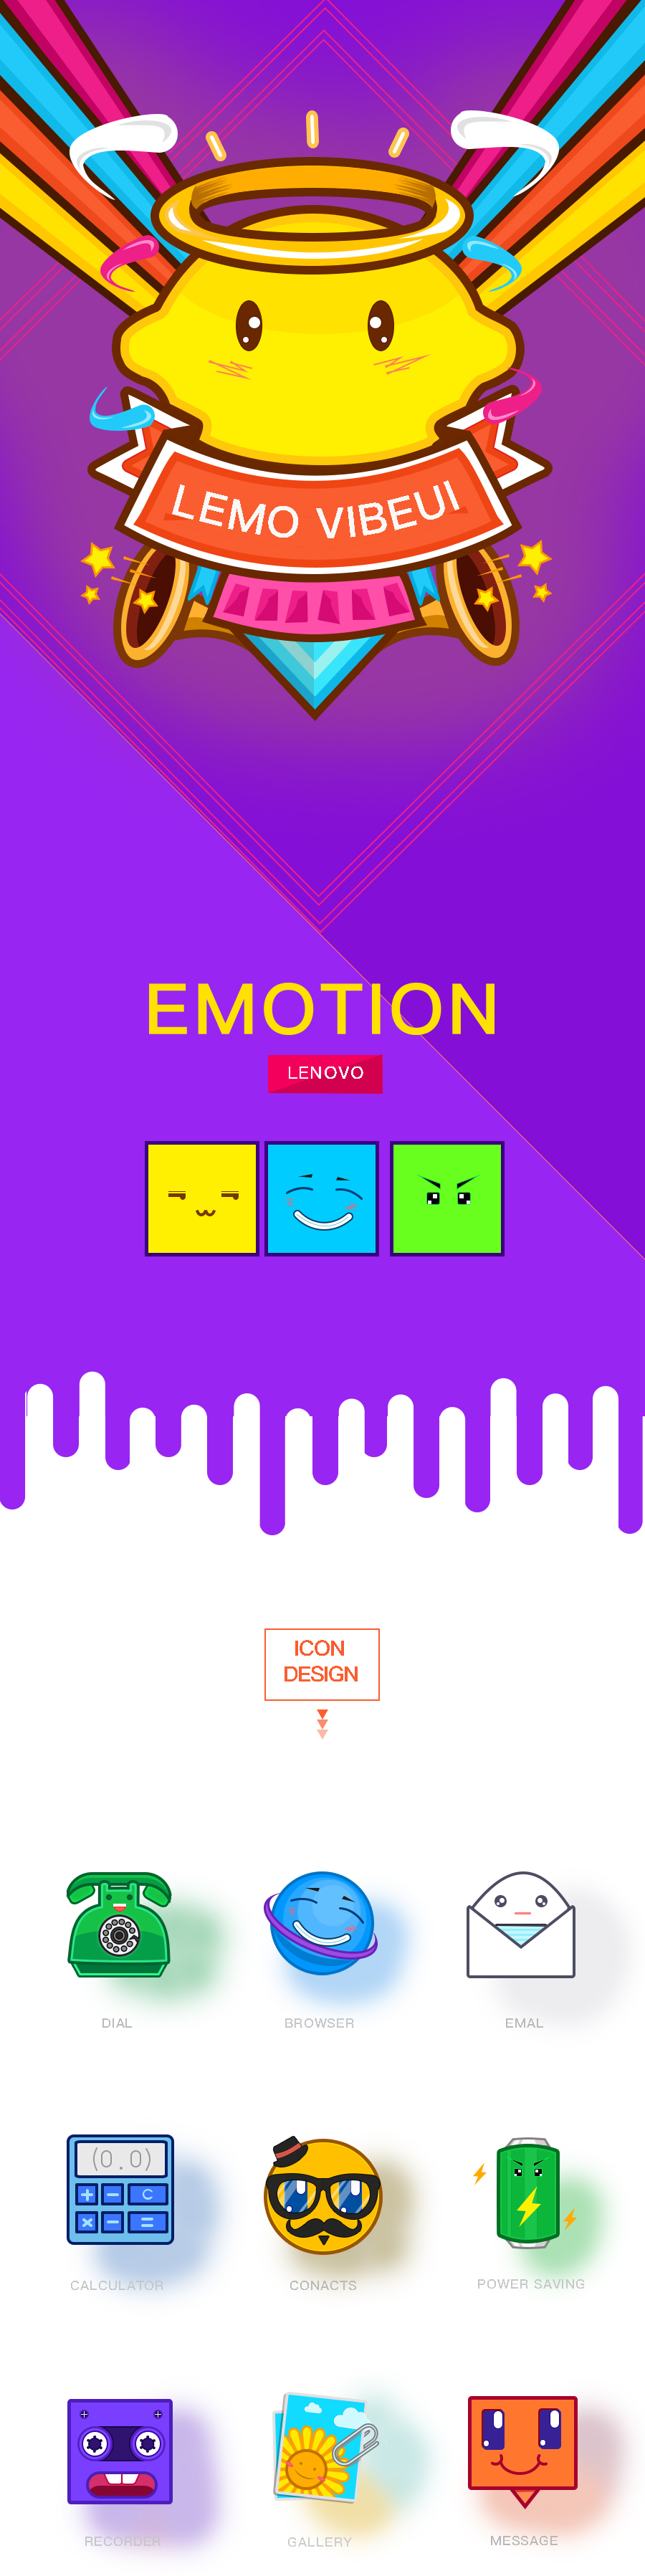 LEMO VIBEUI
EMOTION
LENOVO
ICON
DESIGN
DIAL
BROWSER
EMAL
(0.0)
+ − C
× − =
CALCULATOR
CONACTS
POWER SAVING
RECORDER
GALLERY
MESSAGE